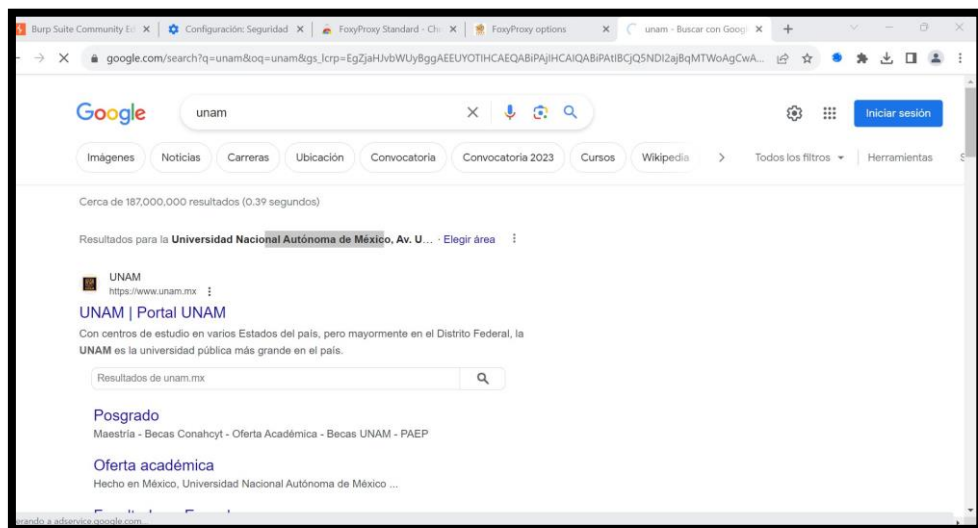 Burp Suite Community Ed
Configuración: Seguridad
FoxyProxy Standard - Chr
FoxyProxy options
unam - Buscar con Googl
google.com/search?q=unam&oq=unam&gs_lcrp=EgZjaHJvbWUyBggAEEUYOTIHCAEQABiPAjIHCAIQABiPAtIBCjQ5NDI2ajBqMTWoAgCwA...
Google
unam
Iniciar sesión
Imágenes
Noticias
Carreras
Ubicación
Convocatoria
Convocatoria 2023
Cursos
Wikipedia
Todos los filtros
Herramientas
Cerca de 187,000,000 resultados (0.39 segundos)
Resultados para la Universidad Nacional Autónoma de México, Av. U… · Elegir área
UNAM
https://www.unam.mx
UNAM | Portal UNAM
Con centros de estudio en varios Estados del país, pero mayormente en el Distrito Federal, la
UNAM es la universidad pública más grande en el país.
Resultados de unam.mx
Posgrado
Maestría - Becas Conahcyt - Oferta Académica - Becas UNAM - PAEP
Oferta académica
Hecho en México, Universidad Nacional Autónoma de México ...
erando a adservice.google.com...